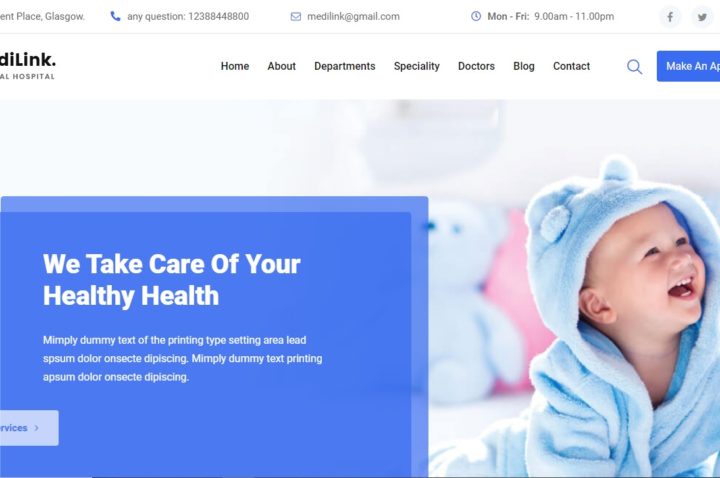 ent Place, Glasgow. any question: 12388448800 medilink@gmail.com Mon - Fri: 9.00am - 11.00pm
diLink.
AL HOSPITAL
Home About Departments Speciality Doctors Blog Contact
Make An Ap
We Take Care Of Your
Healthy Health
Mimply dummy text of the printing type setting area lead
spsum dolor onsecte dipiscing. Mimply dummy text printing
apsum dolor onsecte dipiscing.
ervices